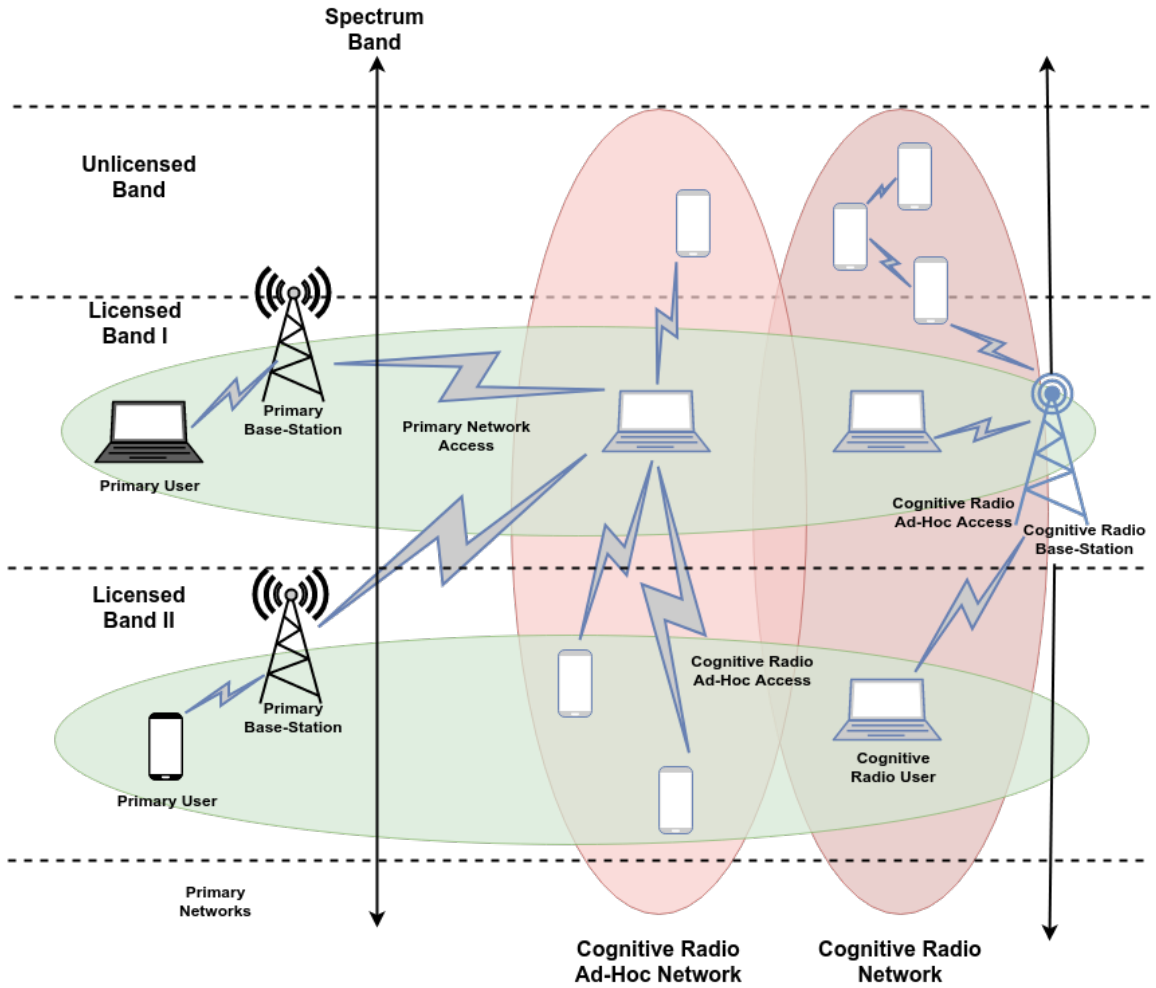 Spectrum
Band
Unlicensed
Band
Licensed
Band I
Primary
Base-Station
Primary User
Primary Network
Access
Cognitive Radio
Ad-Hoc Access
Cognitive Radio
Base-Station
Licensed
Band II
Primary
Base-Station
Primary User
Cognitive Radio
Ad-Hoc Access
Cognitive
Radio User
Primary
Networks
Cognitive Radio
Ad-Hoc Network
Cognitive Radio
Network